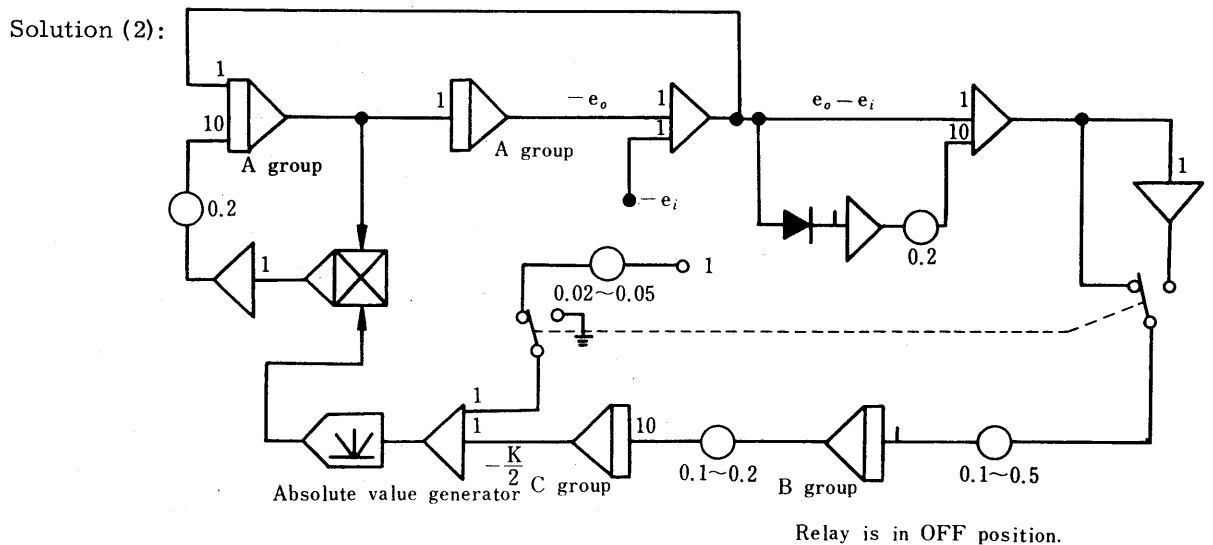 Solution (2):
1
10
A group
0.2
1
1
−e₀
A group
1
1
−eᵢ
e₀−eᵢ
1
10
0.2
1
0.02~0.05
1
1
1
−K/2
10
C group
0.1~0.2
B group
0.1~0.5
Absolute value generator
Relay is in OFF position.